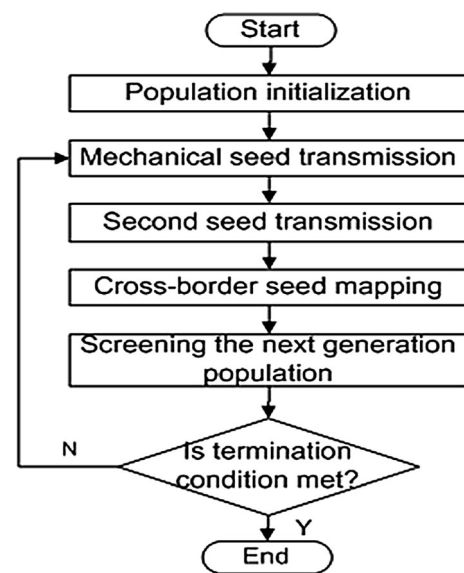 Start
Population initialization
Mechanical seed transmission
Second seed transmission
Cross-border seed mapping
Screening the next generation
population
Is termination
condition met?
N
Y
End